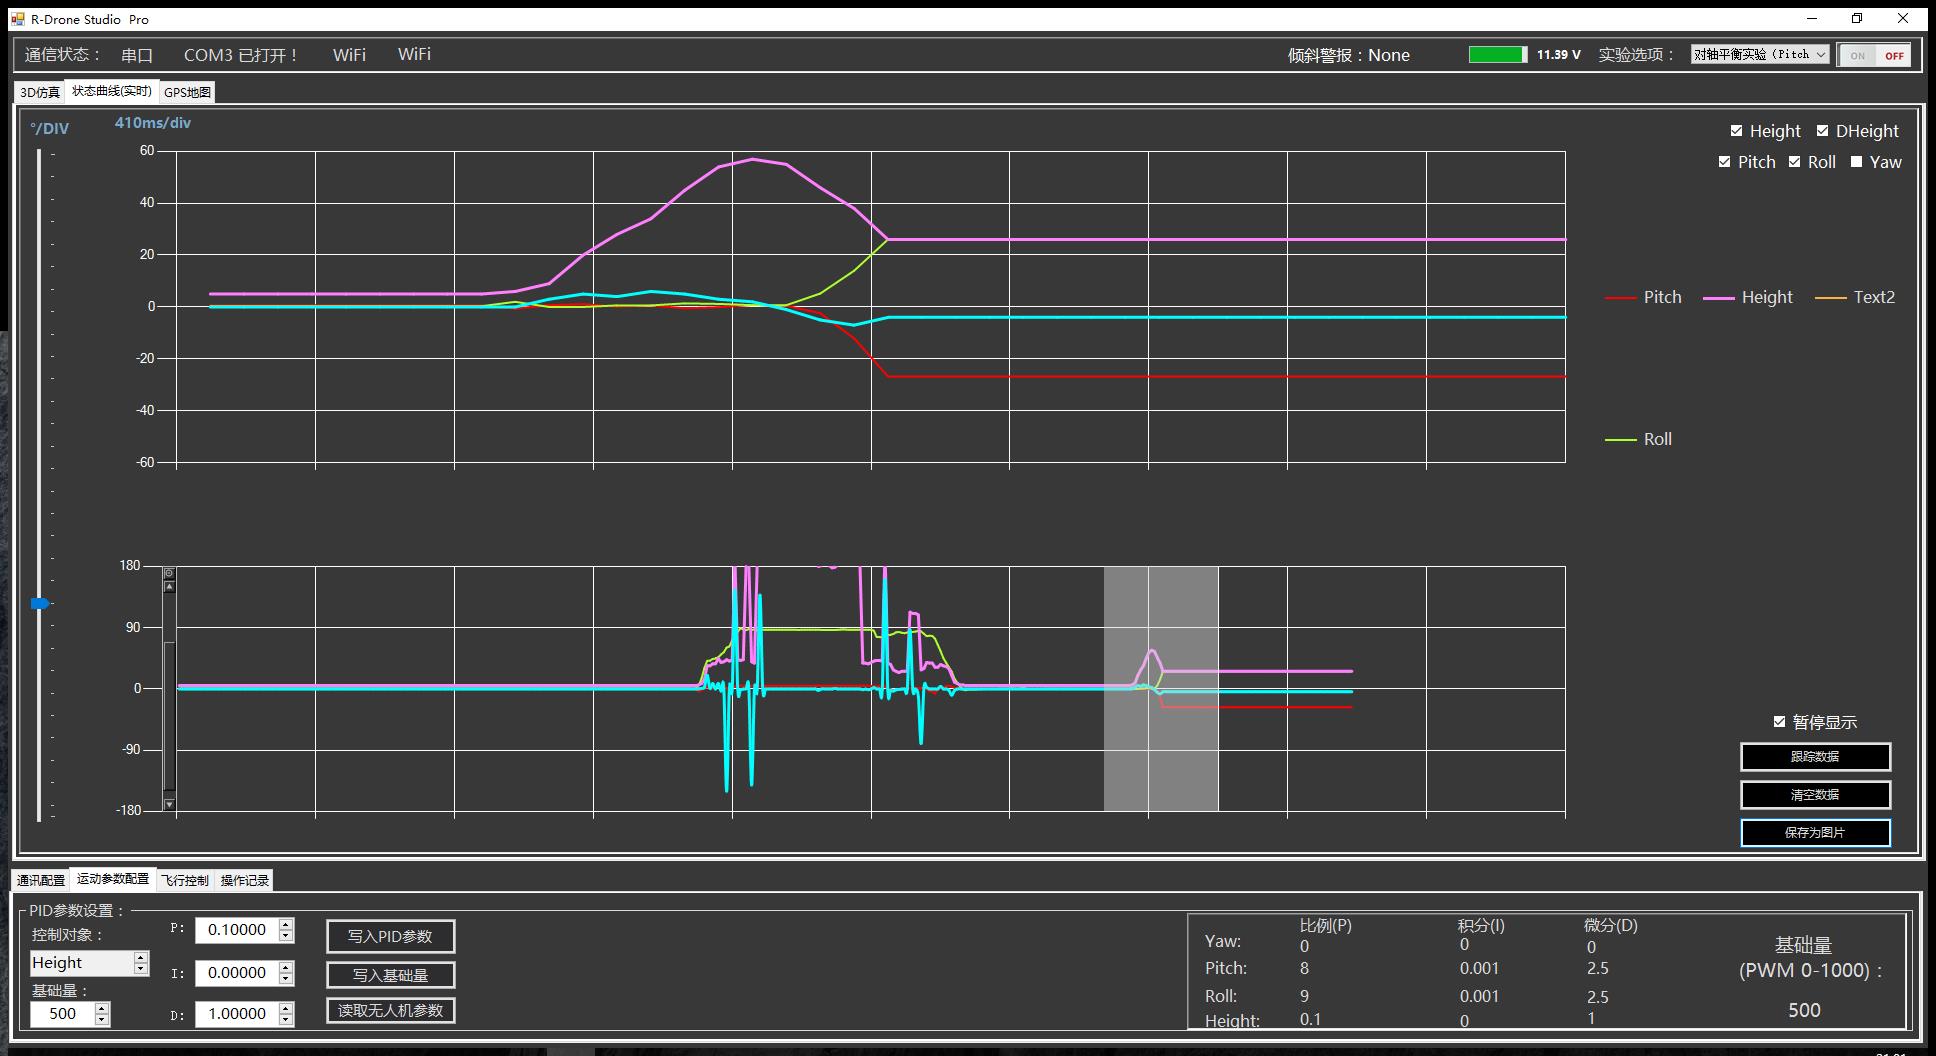 R-Drone Studio Pro
通信状态： 串口 COM3 已打开！ WiFi WiFi 倾斜警报：None 11.39 V 实验选项： 对轴平衡实验（Pitch ON OFF
3D仿真 状态曲线(实时) GPS地图
°/DIV 410ms/div
Height DHeight
Pitch Roll Yaw
60
40
20
0
-20
-40
-60
Pitch Height Text2
Roll
180
90
0
-90
-180
暂停显示
跟踪数据
清空数据
保存为图片
通讯配置 运动参数配置 飞行控制 操作记录
PID参数设置：
控制对象：
Height
基础量：
500
P: 0.10000
I: 0.00000
D: 1.00000
写入PID参数
写入基础量
读取无人机参数
比例(P) 积分(I) 微分(D)
Yaw: 0 0 0
Pitch: 8 0.001 2.5
Roll: 9 0.001 2.5
Height: 0.1 0 1
基础量
(PWM 0-1000)：
500